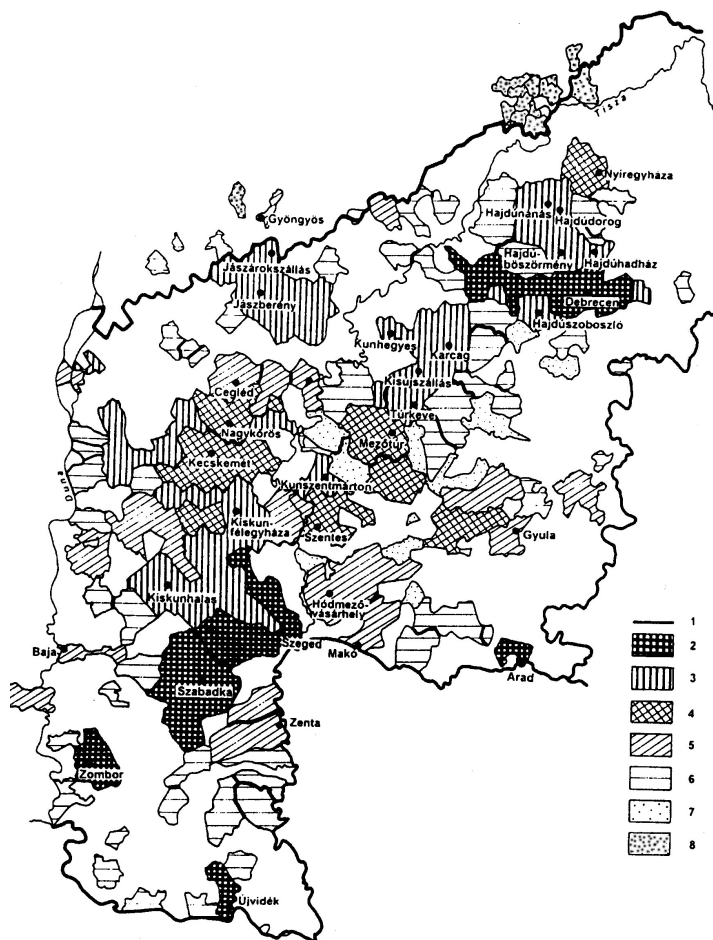 Tisza
Nyíregyháza
Hajdúnánás
Hajdúdorog
Gyöngyös
Hajdú-
böszörmény
Hajdúhadház
Jászárokszállás
Jászberény
Debrecen
Hajdúszoboszló
Kunhegyes
Karcag
Kisujszállás
Cegléd
Túrkeve
Nagykőrös
Mezőtúr
Kecskemét
Duna
Kunszentmárton
Kiskun-
félegyháza
Szentes
Gyula
Kiskunhalas
Hódmező-
vásárhely
Szeged
Makó
Baja
Arad
Szabadka
Zenta
Zombor
Újvidék
1
2
3
4
5
6
7
8